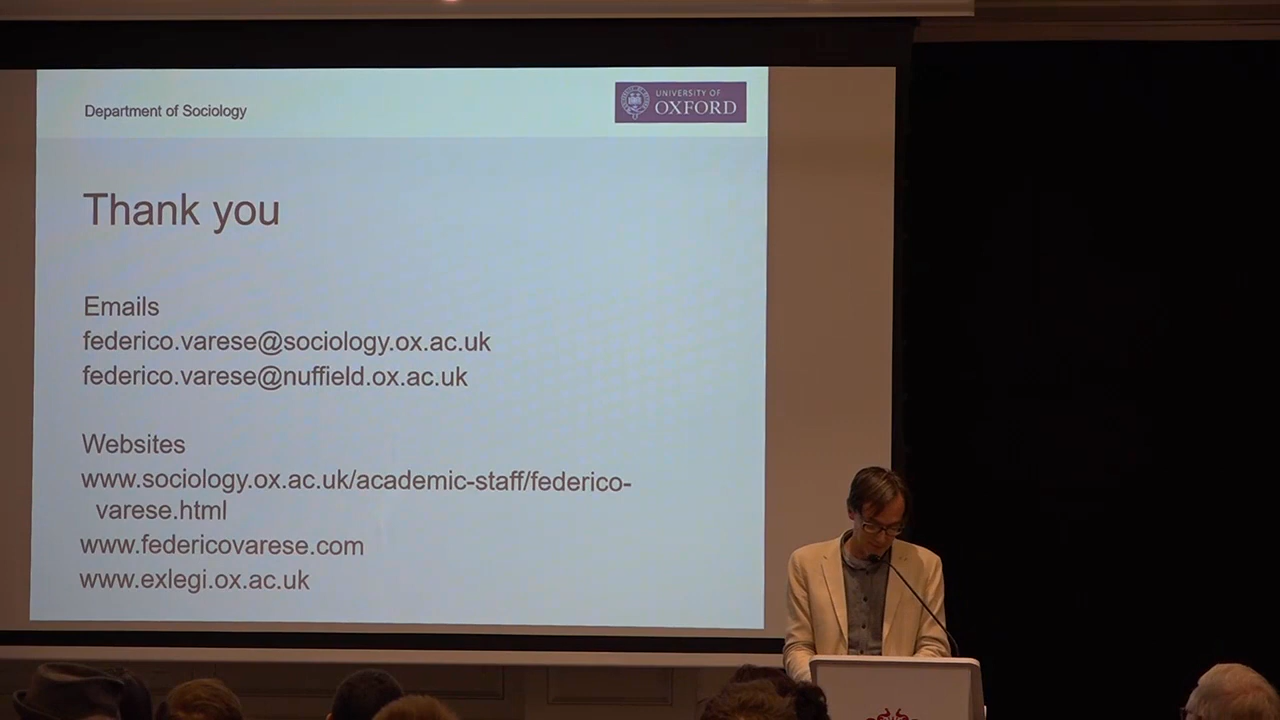 Department of Sociology
UNIVERSITY OF
OXFORD
Thank you
Emails
federico.varese@sociology.ox.ac.uk
federico.varese@nuffield.ox.ac.uk
Websites
www.sociology.ox.ac.uk/academic-staff/federico-
varese.html
www.federicovarese.com
www.exlegi.ox.ac.uk